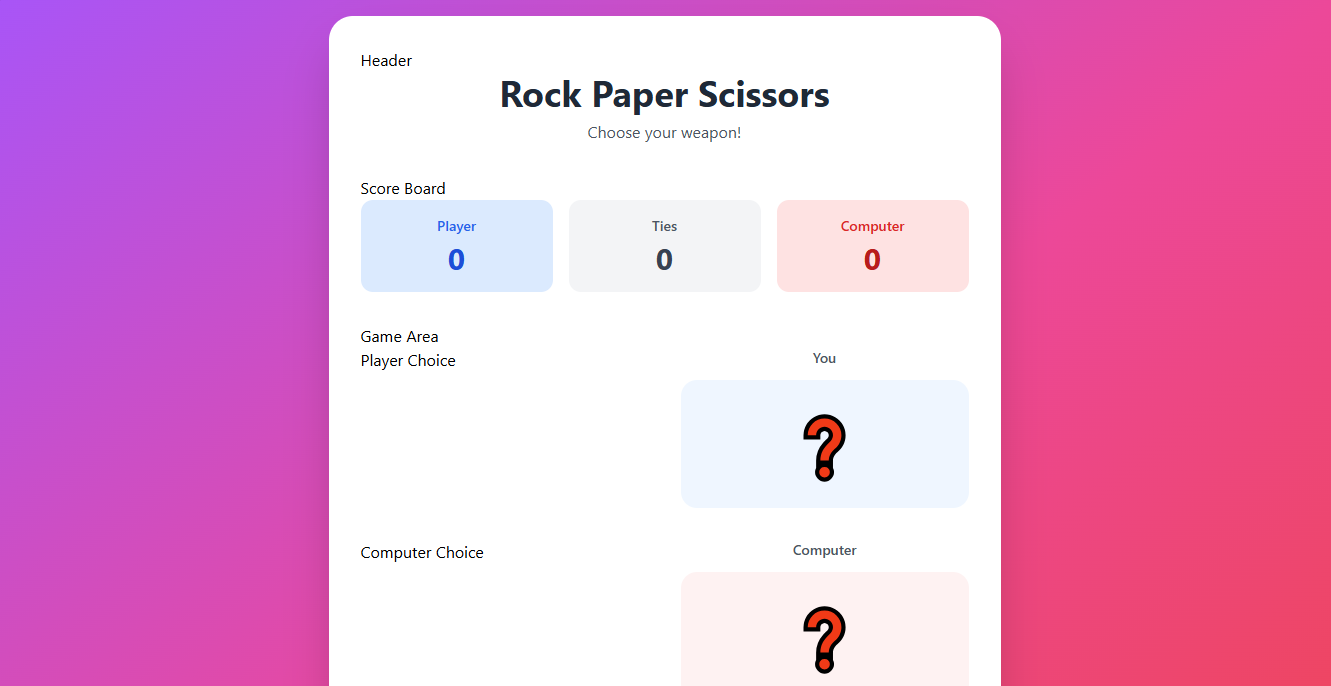 Header
Rock Paper Scissors
Choose your weapon!
Score Board
Player
0
Ties
0
Computer
0
Game Area
Player Choice
You
❓
Computer Choice
Computer
❓